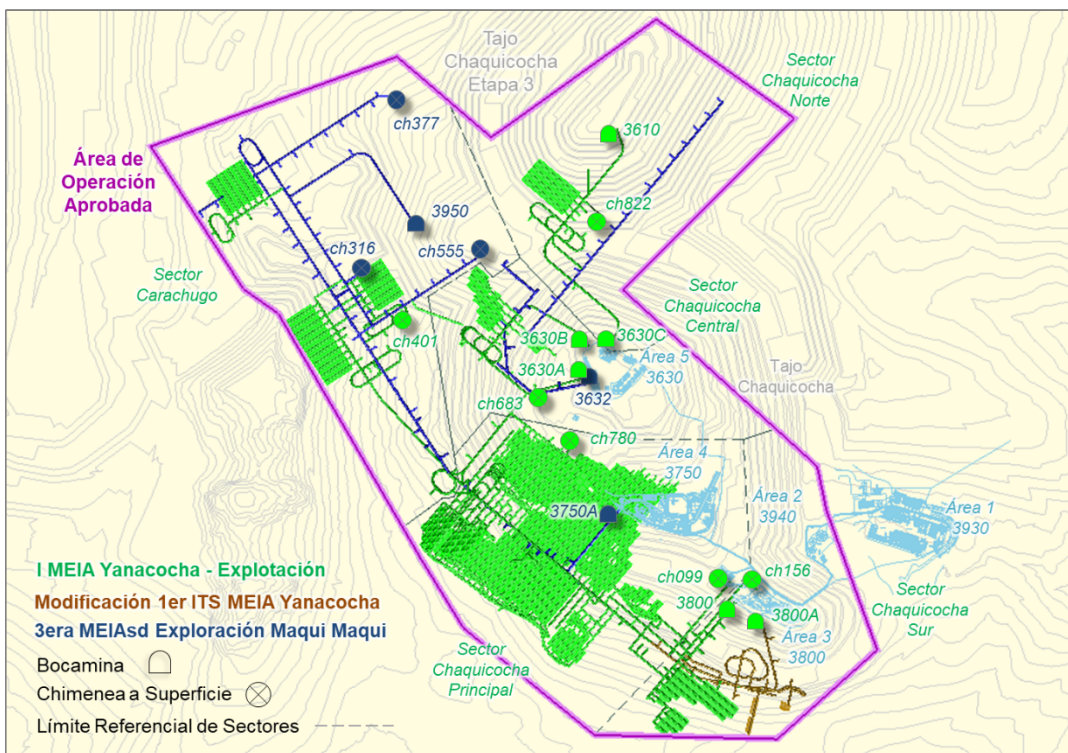 Tajo
Chaquicocha
Etapa 3
Sector
Chaquicocha
Norte
ch377
3610
Área de
Operación
Aprobada
ch822
3950
ch555
ch316
Sector
Carachugo
Sector
Chaquicocha
Central
ch401
3630B
3630C
Área 5
3630
3630A
3632
Tajo
Chaquicocha
ch683
ch780
Área 4
3750
Área 2
3940
Área 1
3930
3750A
I MEIA Yanacocha - Explotación
Modificación 1er ITS MEIA Yanacocha
3era MEIAsd Exploración Maqui Maqui
Bocamina
Chimenea a Superficie
Límite Referencial de Sectores
ch099
ch156
3800
3800A
Área 3
3800
Sector
Chaquicocha
Sur
Sector
Chaquicocha
Principal